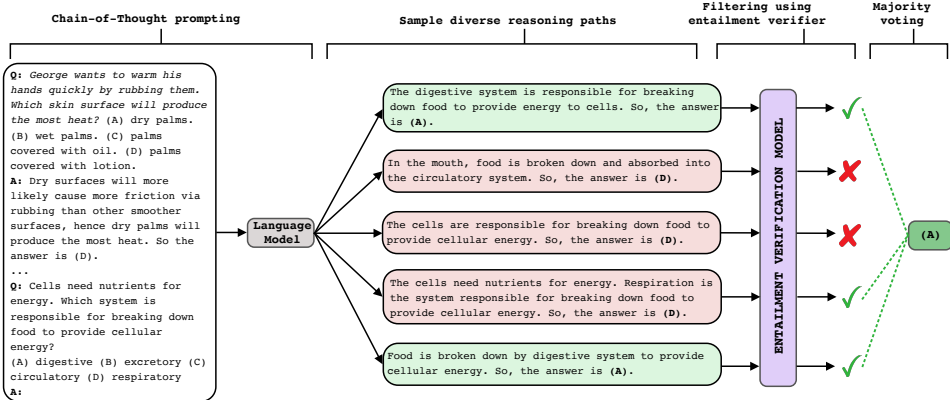 Chain-of-Thought prompting
Sample diverse reasoning paths
Filtering using
entailment verifier
Majority
voting
Q: George wants to warm his
hands quickly by rubbing them.
Which skin surface will produce
the most heat? (A) dry palms.
(B) wet palms. (C) palms
covered with oil. (D) palms
covered with lotion.
A: Dry surfaces will more
likely cause more friction via
rubbing than other smoother
surfaces, hence dry palms will
produce the most heat. So the
answer is (D).
...
Q: Cells need nutrients for
energy. Which system is
responsible for breaking down
food to provide cellular
energy?
(A) digestive (B) excretory (C)
circulatory (D) respiratory
A:
Language
Model
The digestive system is responsible for breaking
down food to provide energy to cells. So, the answer
is (A).
In the mouth, food is broken down and absorbed into
the circulatory system. So, the answer is (D).
The cells are responsible for breaking down food to
provide cellular energy. So, the answer is (D).
The cells need nutrients for energy. Respiration is
the system responsible for breaking down food to
provide cellular energy. So, the answer is (D).
Food is broken down by digestive system to provide
cellular energy. So, the answer is (A).
ENTAILMENT VERIFICATION MODEL
(A)